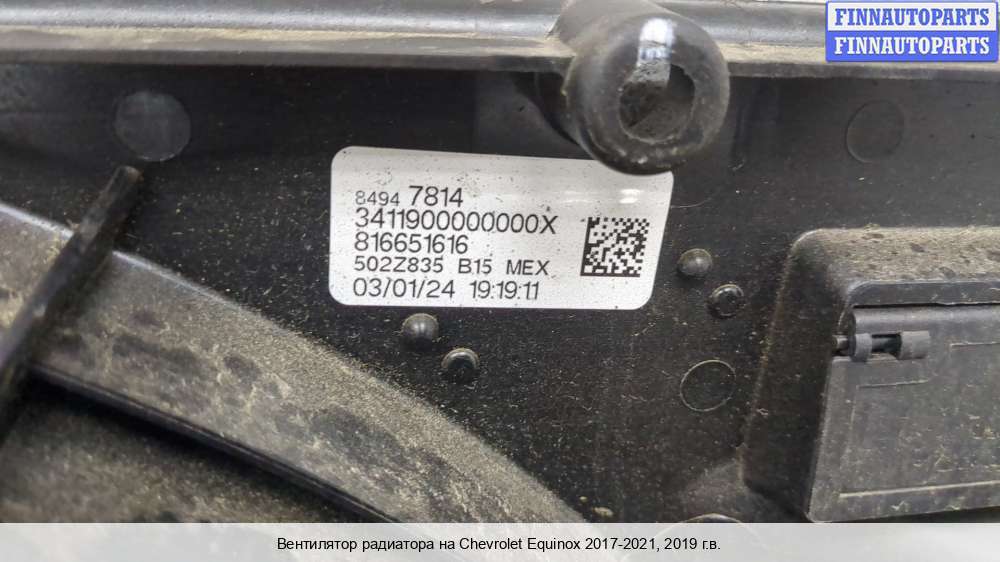 FINNAUTOPARTS
FINNAUTOPARTS
8494 7814
3411900000000X
816651616
502Z835 B.15 MEX
03/01/24 19:19:11
Вентилятор радиатора на Chevrolet Equinox 2017-2021, 2019 г.в.